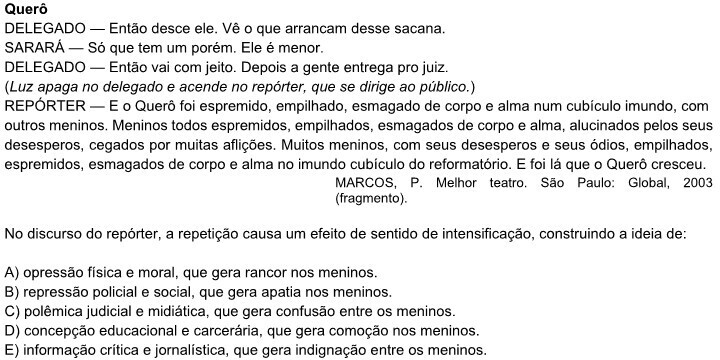 Querô
DELEGADO — Então desce ele. Vê o que arrancam desse sacana.
SARARÁ — Só que tem um porém. Ele é menor.
DELEGADO — Então vai com jeito. Depois a gente entrega pro juiz.
(Luz apaga no delegado e acende no repórter, que se dirige ao público.)
REPÓRTER — E o Querô foi espremido, empilhado, esmagado de corpo e alma num cubículo imundo, com
outros meninos. Meninos todos espremidos, empilhados, esmagados de corpo e alma, alucinados pelos seus
desesperos, cegados por muitas aflições. Muitos meninos, com seus desesperos e seus ódios, empilhados,
espremidos, esmagados de corpo e alma no imundo cubículo do reformatório. E foi lá que o Querô cresceu.
MARCOS, P. Melhor teatro. São Paulo: Global, 2003
(fragmento).
No discurso do repórter, a repetição causa um efeito de sentido de intensificação, construindo a ideia de:
A) opressão física e moral, que gera rancor nos meninos.
B) repressão policial e social, que gera apatia nos meninos.
C) polêmica judicial e midiática, que gera confusão entre os meninos.
D) concepção educacional e carcerária, que gera comoção nos meninos.
E) informação crítica e jornalística, que gera indignação entre os meninos.